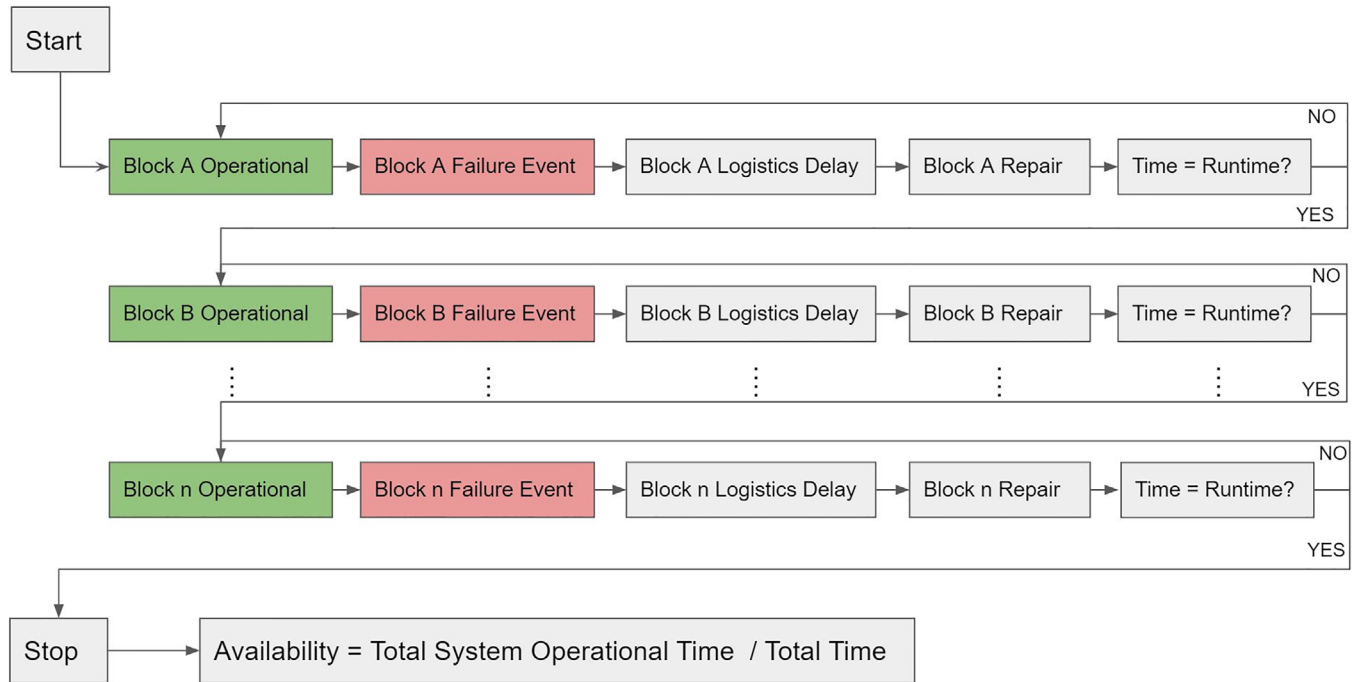 Start
NO
Block A Operational
Block A Failure Event
Block A Logistics Delay
Block A Repair
Time = Runtime?
YES
NO
Block B Operational
Block B Failure Event
Block B Logistics Delay
Block B Repair
Time = Runtime?
YES
NO
Block n Operational
Block n Failure Event
Block n Logistics Delay
Block n Repair
Time = Runtime?
YES
Stop
Availability = Total System Operational Time / Total Time